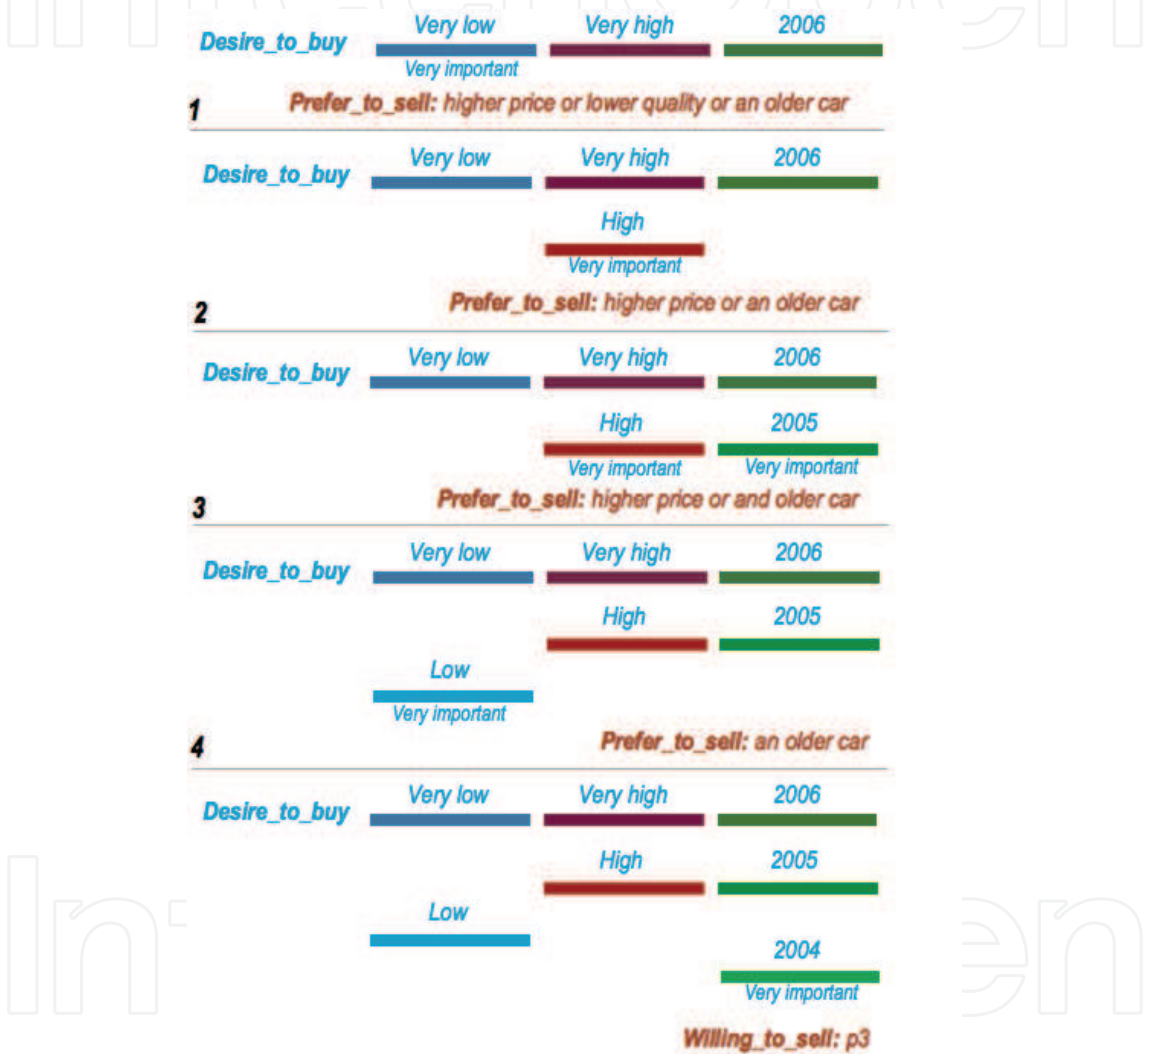 Very low Very high 2006
Desire_to_buy
Very important
1 Prefer_to_sell: higher price or lower quality or an older car
Very low Very high 2006
Desire_to_buy
High
Very important
2 Prefer_to_sell: higher price or an older car
Very low Very high 2006
Desire_to_buy
High 2005
Very important Very important
3 Prefer_to_sell: higher price or and older car
Very low Very high 2006
Desire_to_buy
High 2005
Low
Very important
4 Prefer_to_sell: an older car
Very low Very high 2006
Desire_to_buy
High 2005
Low
2004
Very important
Willing_to_sell: p3